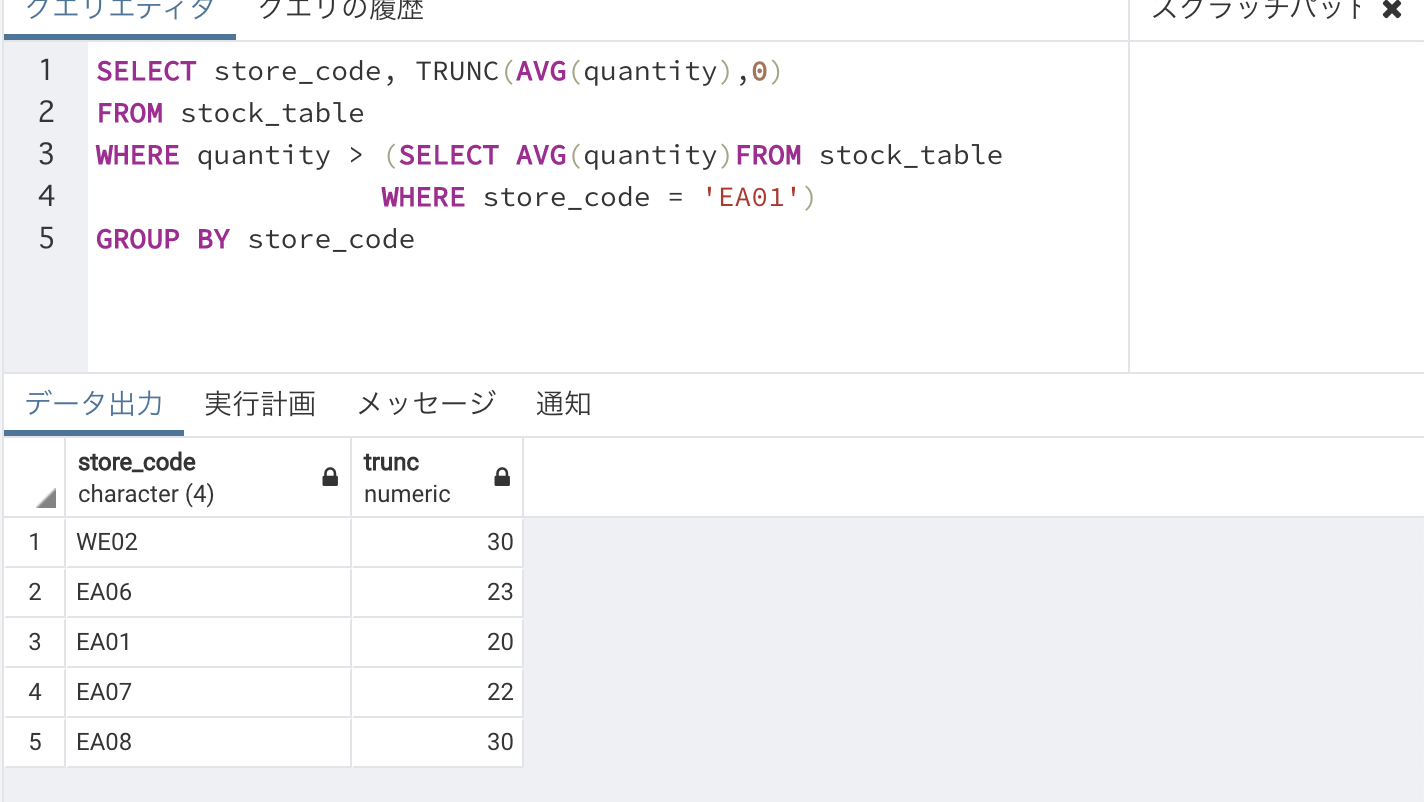 クエリエディタ クエリの履歴 スクラッチパッド ✖
1 SELECT store_code, TRUNC(AVG(quantity),0)
2 FROM stock_table
3 WHERE quantity > (SELECT AVG(quantity)FROM stock_table
4 WHERE store_code = 'EA01')
5 GROUP BY store_code
データ出力 実行計画 メッセージ 通知
store_code trunc
character (4) numeric
1 WE02 30
2 EA06 23
3 EA01 20
4 EA07 22
5 EA08 30